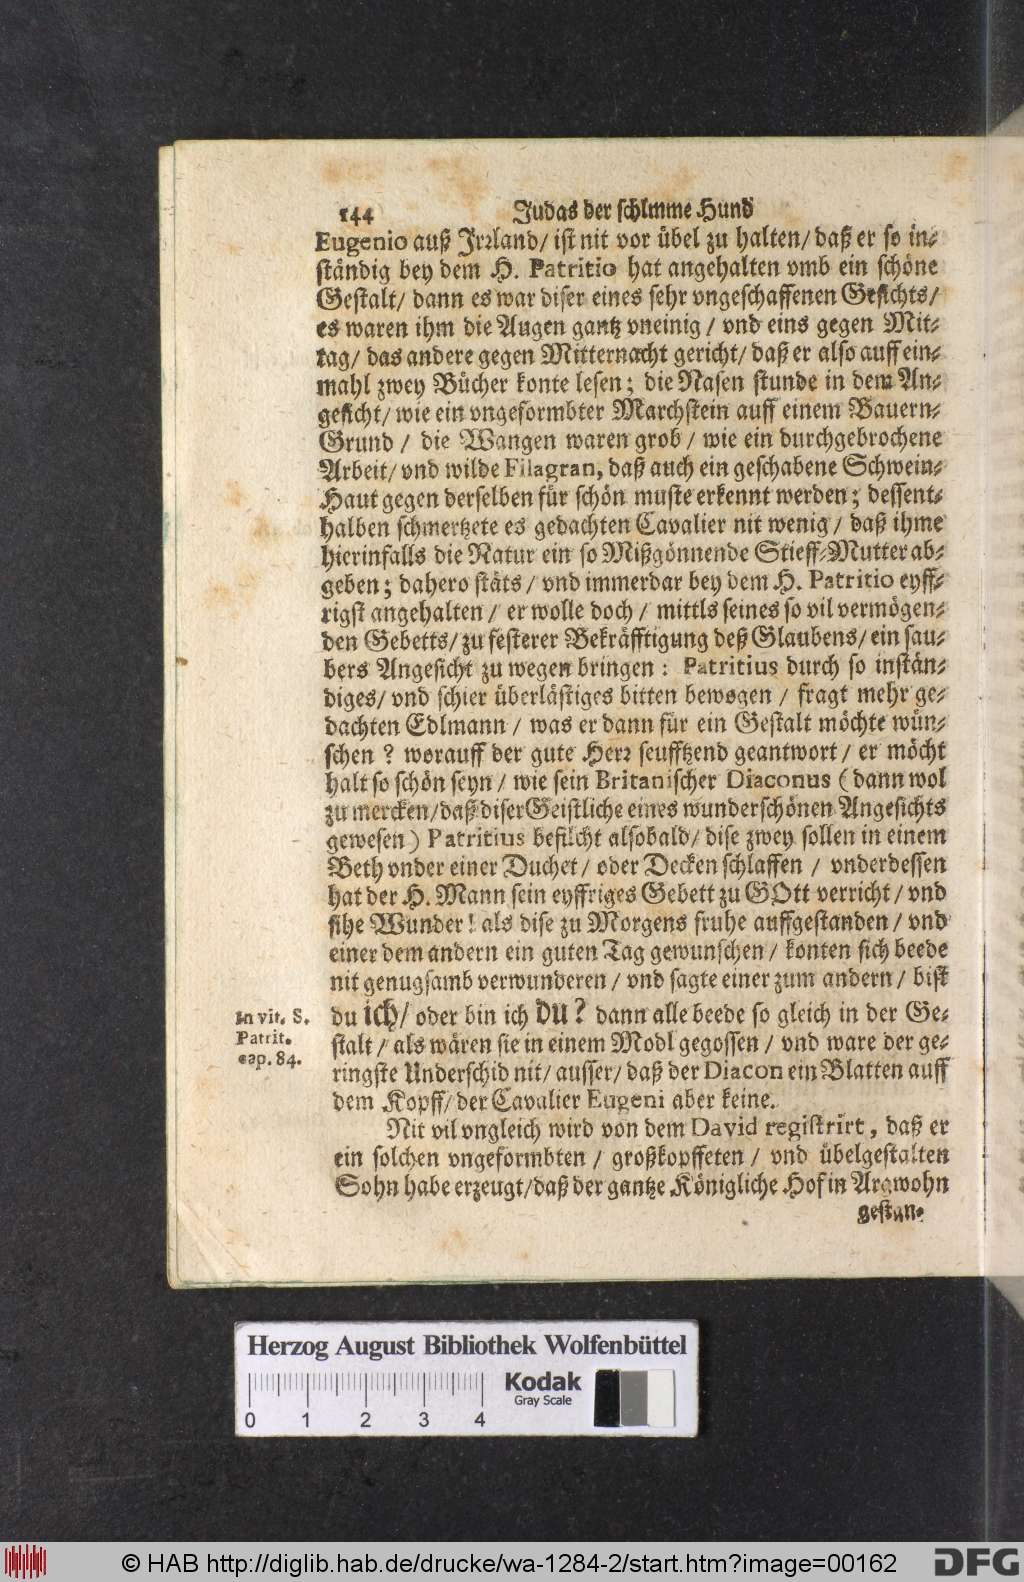 144 Judas der schlimme Hund
Eugenio auß Irꝛland/ ist nit vor übel zu halten/ daß er so in-
ständig bey dem H. Patritio hat angehalten vmb ein schöne
Gestalt/ dann es war diser eines sehr vngeschaffenen Gesichts/
es waren ihm die Augen gantz vneinig / vnd eins gegen Mit-
tag/ das andere gegen Mitternacht gericht/ daß er also auff ein-
mahl zwey Bücher konte lesen; die Nasen stunde in dem An-
gesicht/ wie ein vngeformbter Marchstein auff einem Bauern-
Grund / die Wangen waren grob / wie ein durchgebrochene
Arbeit/ vnd wilde Filagran, daß auch ein geschabene Schwein-
Haut gegen derselben für schön muste erkennt werden; dessent-
halben schmertzete es gedachten Cavalier nit wenig / daß ihme
hierinfalls die Natur ein so Mißgönnende Stieff-Mutter ab-
geben; dahero stäts / vnd immerdar bey dem H. Patritio eyff-
rigst angehalten / er wolle doch / mittls seines so vil vermögen-
den Gebetts/ zu festerer Bekräfftigung deß Glaubens/ ein sau-
bers Angesicht zu wegen bringen : Patritius durch so instän-
diges/ vnd schier überlästiges bitten bewogen / fragt mehr ge-
dachten Edlmann / was er dann für ein Gestalt möchte wün-
schen ? worauff der gute Herꝛ seufftzend geantwort / er möcht
halt so schön seyn / wie sein Britanischer Diaconus ( dann wol
zu mercken/ daß diser Geistliche eines wunderschönen Angesichts
gewesen ) Patritius befilcht alsobald/ dise zwey sollen in einem
Beth vnder einer Duchet / oder Decken schlaffen / vnderdessen
hat der H. Mann sein eyffriges Gebett zu GOtt verricht / vnd
sihe Wunder! als dise zu Morgens fruhe auffgestanden / vnd
einer dem andern ein guten Tag gewunschen / konten sich beede
nit genugsamb verwunderen / vnd sagte einer zum andern / bist
du ich/ oder bin ich du? dann alle beede so gleich in der Ge-
stalt / als wären sie in einem Modl gegossen / vnd ware der ge-
ringste Underschid nit/ ausser/ daß der Diacon ein Blatten auff
dem Kopff/ der Cavalier Eugeni aber keine.
In vit. S.
Patrit.
cap. 84.
Nit vil vngleich wird von dem David registrirt, daß er
ein solchen vngeformbten / großkopffeten / vnd übelgestalten
Sohn habe erzeugt/ daß der gantze Königliche Hof in Argwohn
gestan-
Herzog August Bibliothek Wolfenbüttel
Kodak
Gray Scale
0 1 2 3 4
© HAB http://diglib.hab.de/drucke/wa-1284-2/start.htm?image=00162
DFG